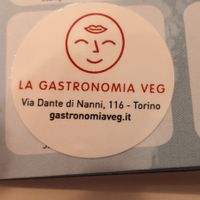 LA GASTRONOMIA VEG
Via Dante di Nanni, 116 - Torino
gastronomiaveg.it